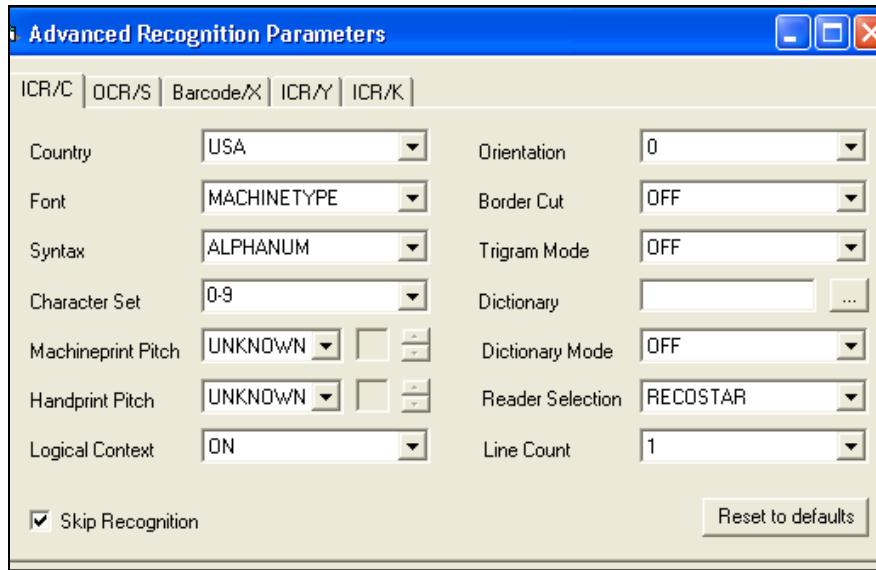 Advanced Recognition Parameters
ICR/C OCR/S Barcode/X ICR/Y ICR/K
Country USA Orientation 0
Font MACHINETYPE Border Cut OFF
Syntax ALPHANUM Trigram Mode OFF
Character Set 0-9 Dictionary ...
Machineprint Pitch UNKNOWN Dictionary Mode OFF
Handprint Pitch UNKNOWN Reader Selection RECOSTAR
Logical Context ON Line Count 1
Skip Recognition Reset to defaults